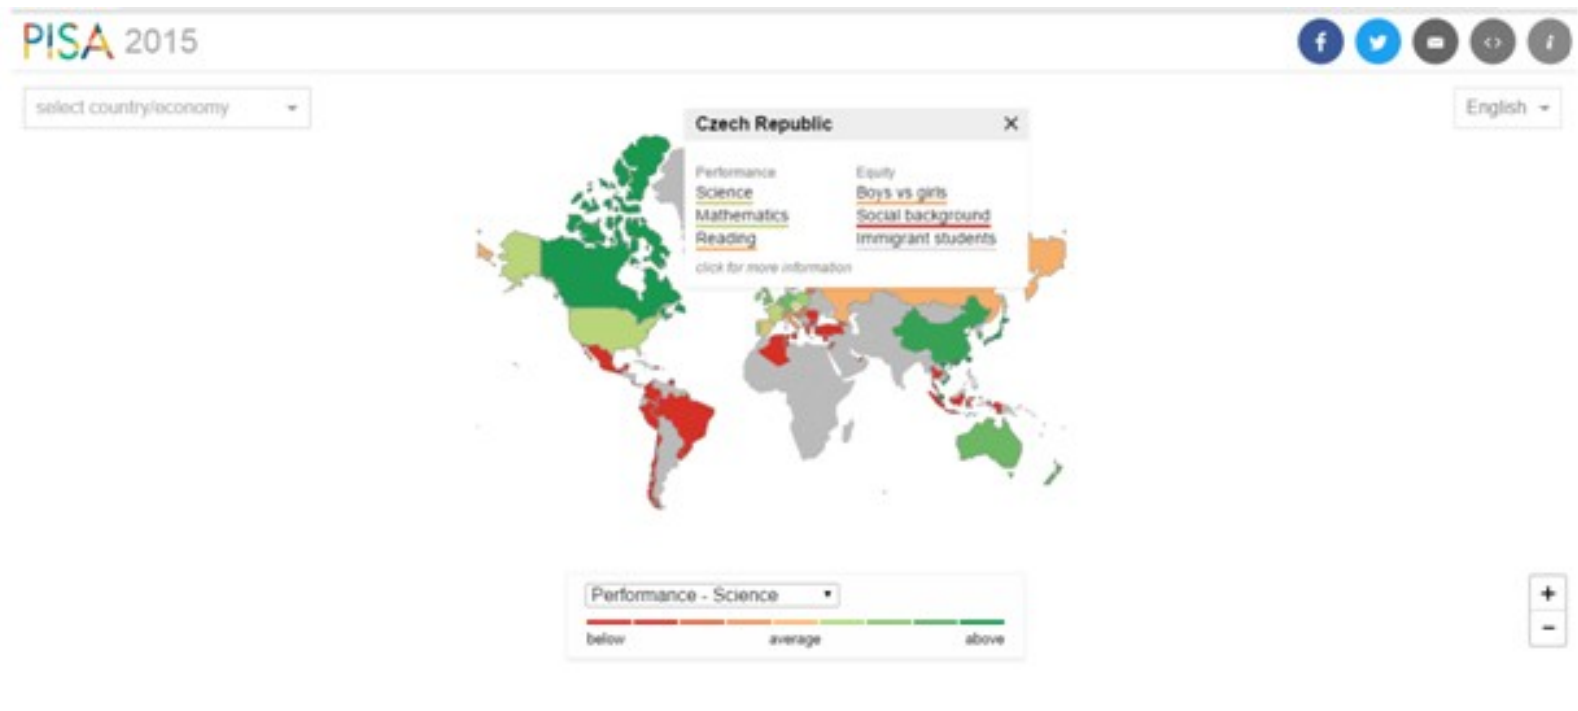 PISA 2015
select country/economy
English
Czech Republic
Performance
Equity
Science
Boys vs girls
Mathematics
Social background
Reading
Immigrant students
click for more information
Performance - Science
below average above